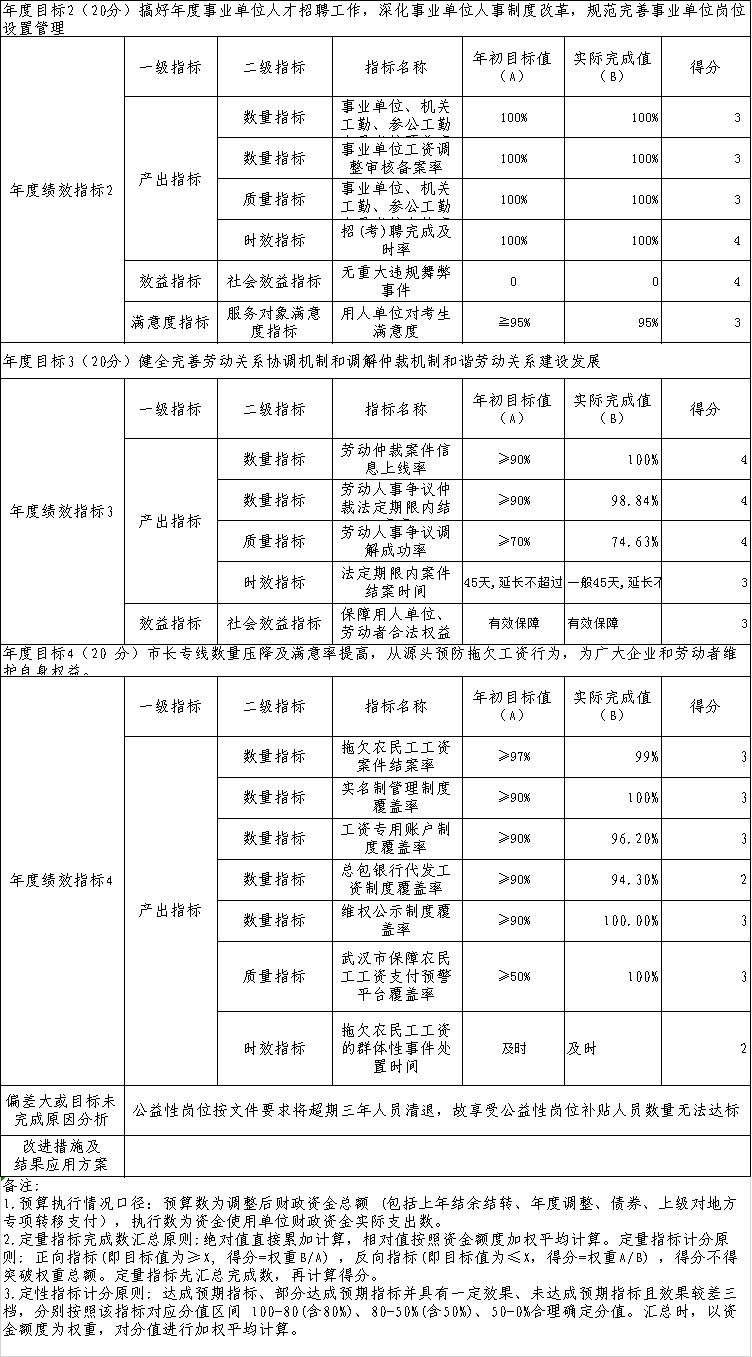 年度目标2（20分）搞好年度事业单位人才招聘工作，深化事业单位人事制度改革，规范完善事业单位岗位
设置管理
年度绩效指标2
一级指标 二级指标 指标名称 年初目标值（A） 实际完成值（B） 得分
产出指标
数量指标 事业单位、机关工勤、参公工勤 100% 100% 3
数量指标 事业单位工资调整审核备案率 100% 100% 3
质量指标 事业单位、机关工勤、参公工勤 100% 100% 3
时效指标 招(考)聘完成及时率 100% 100% 4
效益指标 社会效益指标 无重大违规舞弊事件 0 0 4
满意度指标 服务对象满意度指标 用人单位对考生满意度 ≧95% 95% 3
年度目标3（20分）健全完善劳动关系协调机制和调解仲裁机制和谐劳动关系建设发展
年度绩效指标3
一级指标 二级指标 指标名称 年初目标值（A） 实际完成值（B） 得分
产出指标
数量指标 劳动仲裁案件信息上线率 ≥90% 100% 4
数量指标 劳动人事争议仲裁法定期限内结 ≥90% 98.84% 4
质量指标 劳动人事争议调解成功率 ≥70% 74.63% 4
时效指标 法定期限内案件结案时间 45天,延长不超过 一般45天,延长不 3
效益指标 社会效益指标 保障用人单位、劳动者合法权益 有效保障 有效保障 3
年度目标4（20 分）市长专线数量压降及满意率提高，从源头预防拖欠工资行为，为广大企业和劳动者维
护自身权益。
年度绩效指标4
一级指标 二级指标 指标名称 年初目标值（A） 实际完成值（B） 得分
产出指标
数量指标 拖欠农民工工资案件结案率 ≥97% 99% 3
数量指标 实名制管理制度覆盖率 ≥90% 100% 3
数量指标 工资专用账户制度覆盖率 ≥90% 96.20% 3
数量指标 总包银行代发工资制度覆盖率 ≥90% 94.30% 2
数量指标 维权公示制度覆盖率 ≥90% 100.00% 3
质量指标 武汉市保障农民工工资支付预警平台覆盖率 ≥50% 100% 3
时效指标 拖欠农民工工资的群体性事件处置时间 及时 及时 2
偏差大或目标未完成原因分析 公益性岗位按文件要求将超期三年人员清退，故享受公益性岗位补贴人员数量无法达标
改进措施及结果应用方案
备注:
1.预算执行情况口径：预算数为调整后财政资金总额 (包括上年结余结转、年度调整、债券、上级对地方
专项转移支付），执行数为资金使用单位财政资金实际支出数。
2.定量指标完成数汇总原则:绝对值直接累加计算，相对值按照资金额度加权平均计算。定量指标计分原
则： 正向指标(即目标值为≥X, 得分=权重B/A），反向指标(即目标值为≤X，得分=权重A/B），得分不得
突破权重总额。定量指标先汇总完成数，再计算得分。
3.定性指标计分原则： 达成预期指标、部分达成预期指标并具有一定效果、未达成预期指标且效果较差三
档，分别按照该指标对应分值区间 100-80(含80%)、80-50%(含50%)、50-0%合理确定分值。汇总时，以资
金额度为权重，对分值进行加权平均计算。